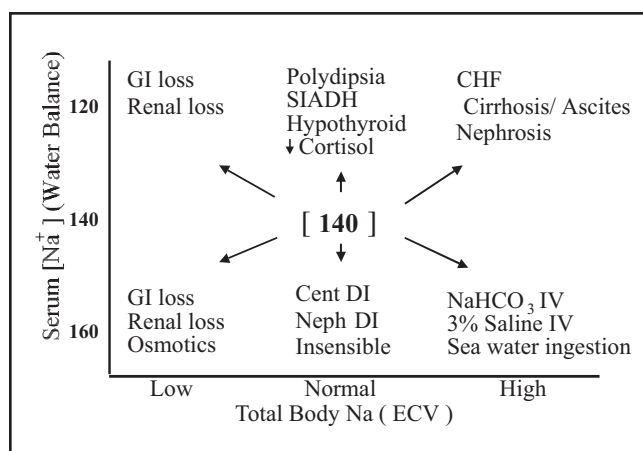 Serum [Na+] (Water Balance)
120
140
160
GI loss
Renal loss
Polydipsia
SIADH
Hypothyroid
↓ Cortisol
CHF
Cirrhosis/ Ascites
Nephrosis
[ 140 ]
GI loss
Renal loss
Osmotics
Cent DI
Neph DI
Insensible
NaHCO3 IV
3% Saline IV
Sea water ingestion
Low Normal High
Total Body Na ( ECV )